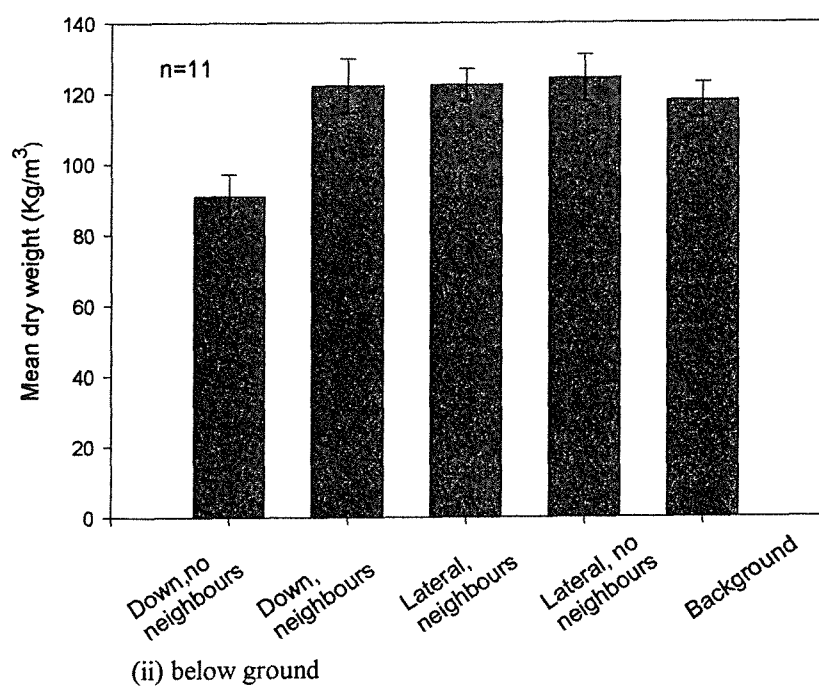 140
120
100
80
60
40
20
0
Mean dry weight (Kg/m³)
n=11
Down,no
neighbours
Down,
neighbours
Lateral,
neighbours
Lateral, no
neighbours
Background
(ii) below ground